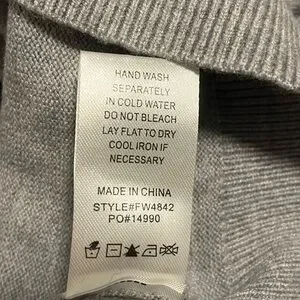 HAND WASH
SEPARATELY
IN COLD WATER
DO NOT BLEACH
LAY FLAT TO DRY
COOL IRON IF
NECESSARY
MADE IN CHINA
STYLE#FW4842
PO#14990